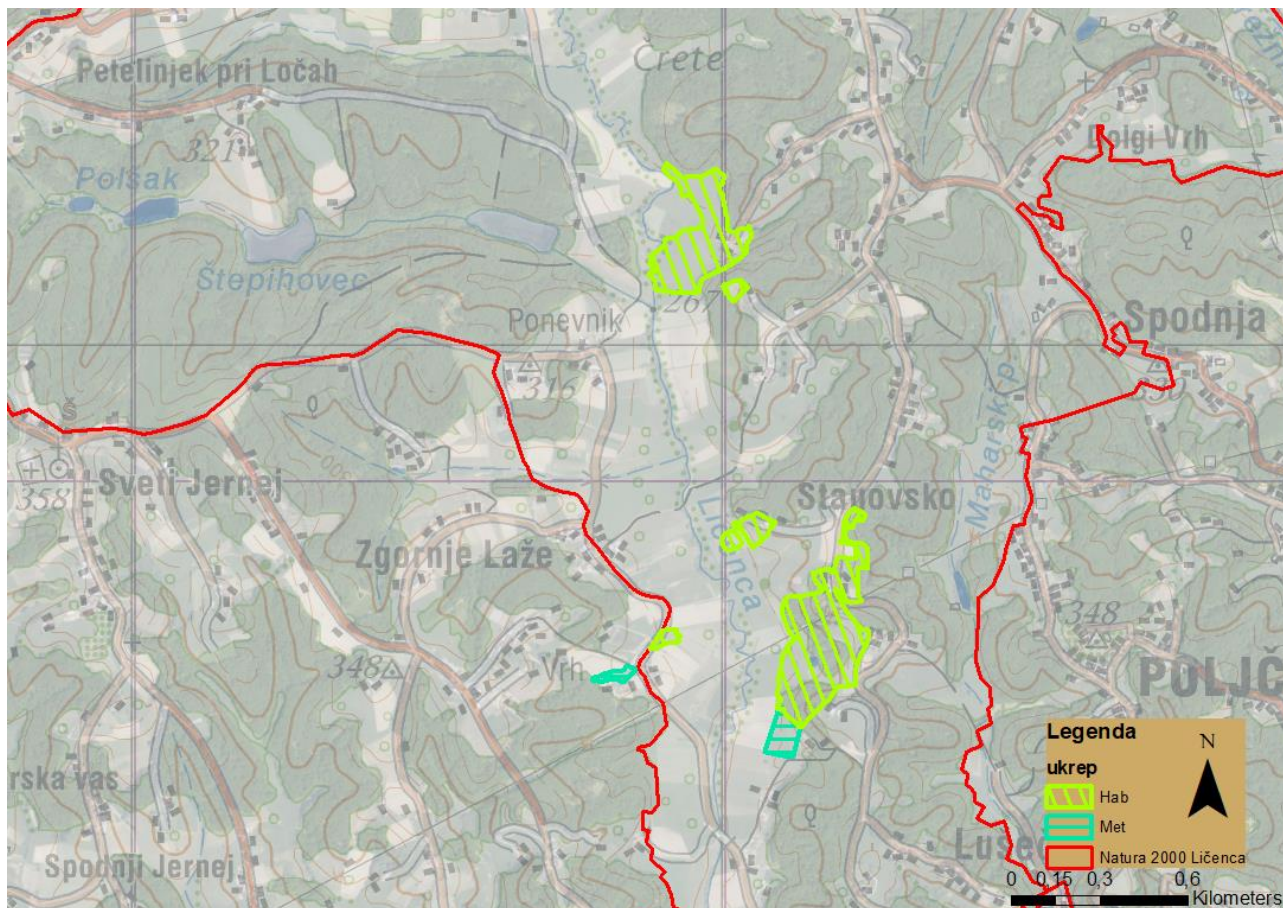 Črete
Petelinjek pri Ločah
Dolgi Vrh
321
Polšak
Štepihovec
267
Ponevnik
Spodnja
316
330
Maharski p.
Š
Sveti Jernej
358
Stanovsko
Ličenca
Zgornje Laže
348
348
Vrh
POLJČ
Legenda
N
ukrep
Hab
Met
Natura 2000 Ličenca
rska vas
Spodnji Jernej
Luše
0 0,15 0,3 0,6
Kilometers